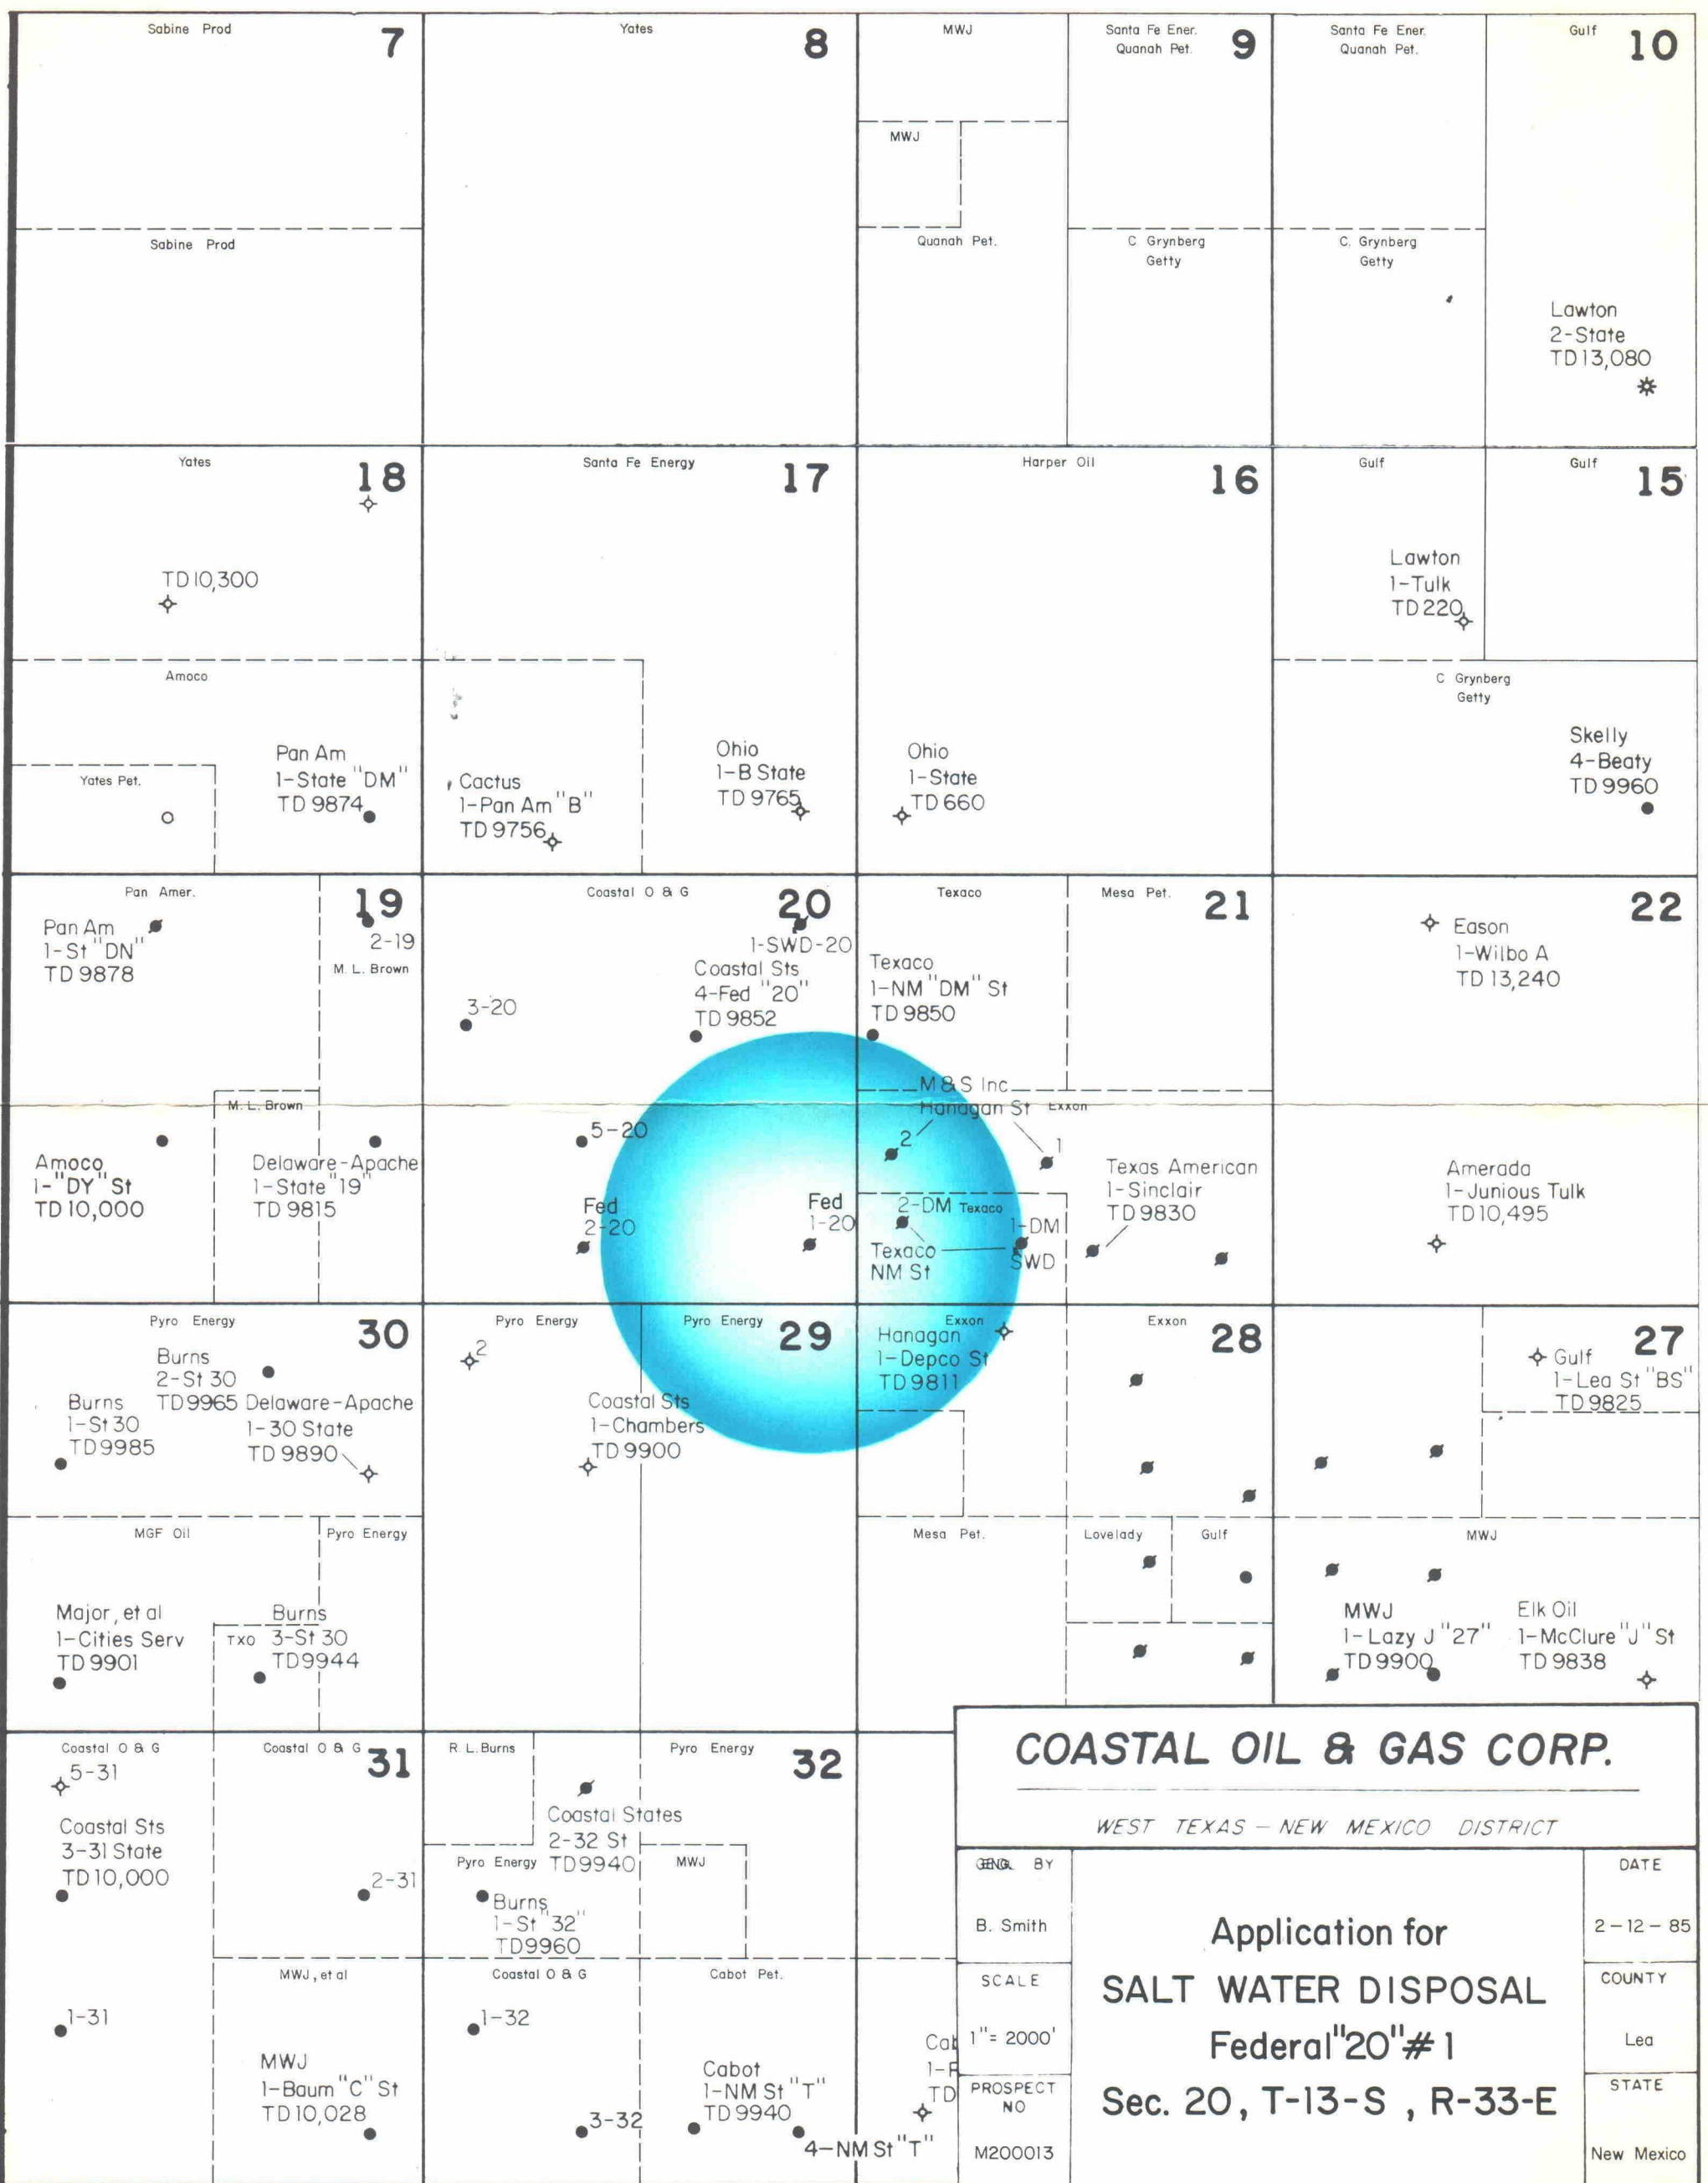 Sabine Prod
7
Sabine Prod
Yates
8
MWJ
MWJ
Quanah Pet.
Santa Fe Ener.
Quanah Pet.
9
C Grynberg
Getty
Santa Fe Ener.
Quanah Pet.
C. Grynberg
Getty
Gulf
10
Lawton
2-State
TD 13,080
Yates
18
TD 10,300
Amoco
Yates Pet.
Pan Am
1-State "DM"
TD 9874
Santa Fe Energy
17
Cactus
1-Pan Am "B"
TD 9756
Ohio
1-B State
TD 9765
Harper Oil
16
Ohio
1-State
TD 660
Gulf
Gulf
15
Lawton
1-Tulk
TD 220
C Grynberg
Getty
Skelly
4-Beaty
TD 9960
Pan Amer.
19
Pan Am
1-St "DN"
TD 9878
2-19
M. L. Brown
M. L. Brown
Amoco
1-"DY" St
TD 10,000
Delaware-Apache
1-State "19"
TD 9815
Coastal O & G
20
1-SWD-20
Coastal Sts
4-Fed "20"
TD 9852
3-20
5-20
Fed
2-20
Fed
1-20
Texaco
Mesa Pet.
21
Texaco
1-NM "DM" St
TD 9850
M & S Inc
Hanagan St
Exxon
2
1
2-DM
Texaco
1-DM
SWD
Texaco
NM St
Texas American
1-Sinclair
TD 9830
22
Eason
1-Wilbo A
TD 13,240
Amerada
1-Junious Tulk
TD 10,495
Pyro Energy
30
Burns
2-St 30
TD 9965
Burns
1-St 30
TD 9985
Delaware-Apache
1-30 State
TD 9890
MGF Oil
Pyro Energy
Major, et al
1-Cities Serv
TD 9901
TXO
Burns
3-St 30
TD 9944
Pyro Energy
Pyro Energy
29
2
Coastal Sts
1-Chambers
TD 9900
Exxon
Exxon
28
Hanagan
1-Depco St
TD 9811
Mesa Pet.
Lovelady
Gulf
27
Gulf
1-Lea St "BS"
TD 9825
MWJ
MWJ
1-Lazy J "27"
TD 9900
Elk Oil
1-McClure "J" St
TD 9838
Coastal O & G
Coastal O & G
31
5-31
Coastal Sts
3-31 State
TD 10,000
2-31
1-31
MWJ, et al
MWJ
1-Baum "C" St
TD 10,028
R. L. Burns
Pyro Energy
32
Coastal States
2-32 St
TD 9940
Pyro Energy
MWJ
Burns
1-St "32"
TD 9960
Coastal O & G
Cabot Pet.
1-32
3-32
Cabot
1-NM St "T"
TD 9940
4-NM St "T"
1-
TD
COASTAL OIL & GAS CORP.
WEST TEXAS - NEW MEXICO DISTRICT
BY
B. Smith
SCALE
1" = 2000'
PROSPECT
NO
M200013
Application for
SALT WATER DISPOSAL
Federal "20" # 1
Sec. 20, T-13-S , R-33-E
DATE
2-12-85
COUNTY
Lea
STATE
New Mexico